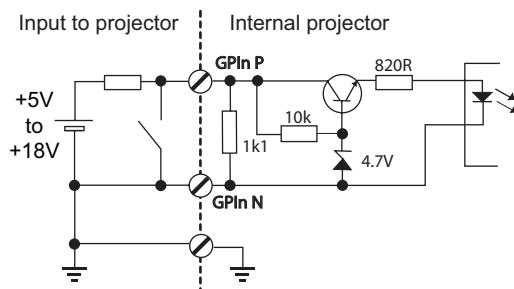 Input to projector
Internal projector
GPIn P
820R
+5V
to
+18V
10k
1k1
4.7V
GPIn N